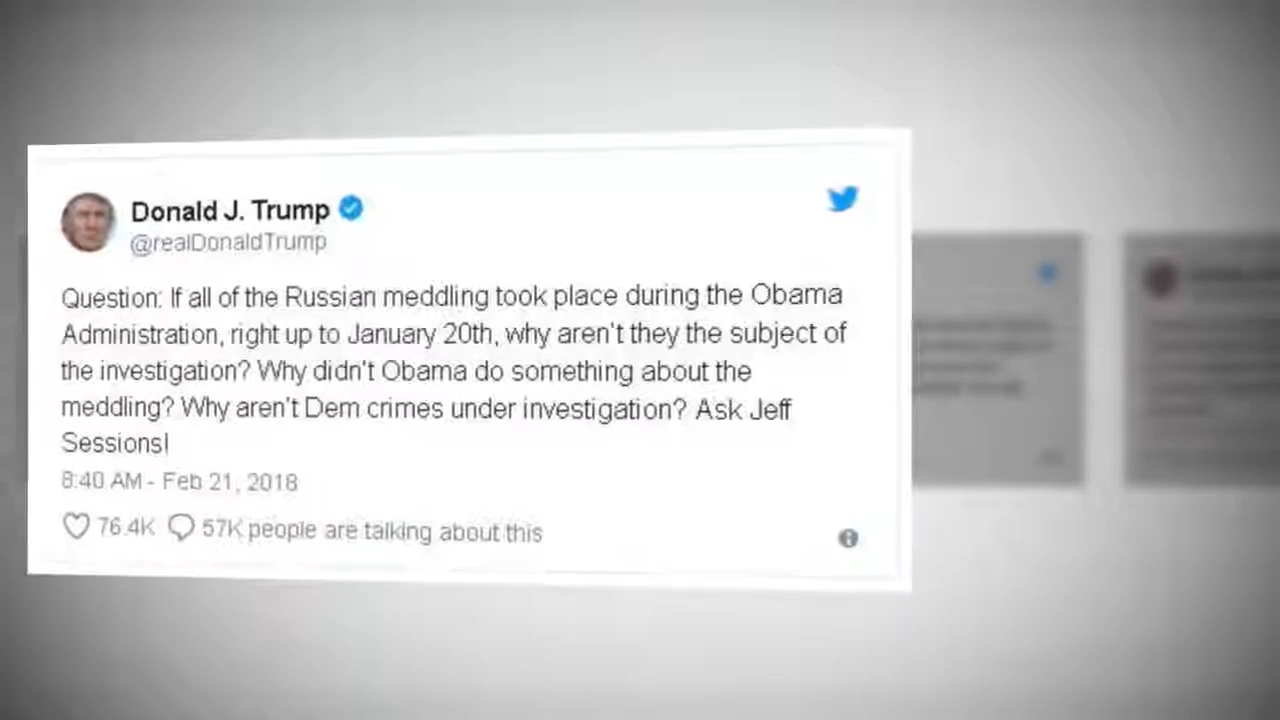 Donald J. Trump
@realDonaldTrump
Question: If all of the Russian meddling took place during the Obama
Administration, right up to January 20th, why aren't they the subject of
the investigation? Why didn't Obama do something about the
meddling? Why aren't Dem crimes under investigation? Ask Jeff
Sessions!
8:40 AM - Feb 21, 2018
76.4K 57K people are talking about this